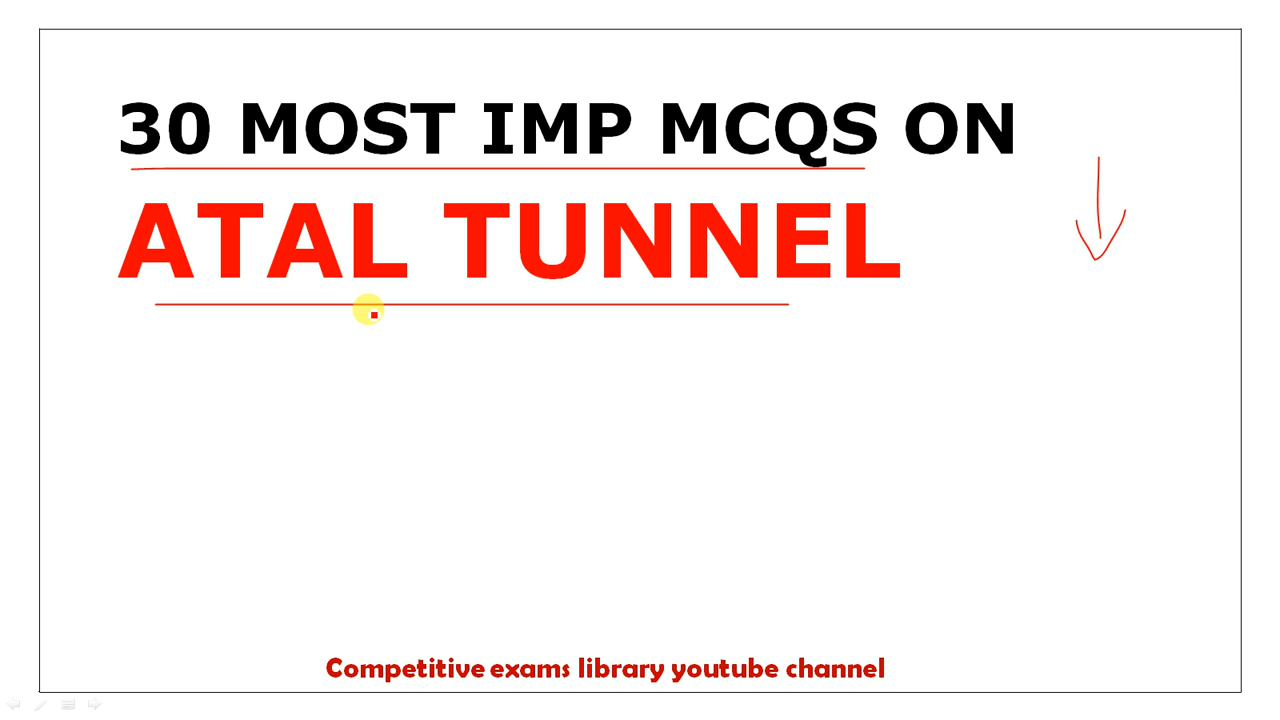 30 MOST IMP MCQS ON
ATAL TUNNEL
Competitive exams library youtube channel